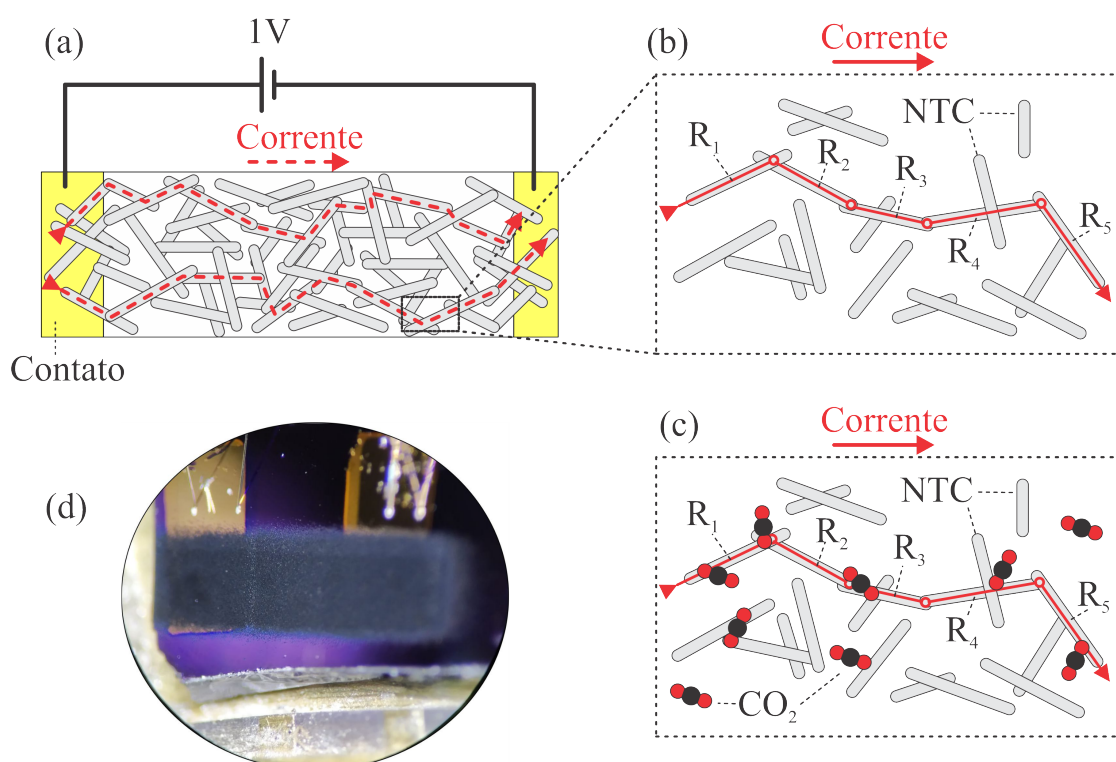 (a)
1V
Corrente
Contato
(b)
Corrente
NTC
R₁
R₂
R₃
R₄
R₅
(d)
(c)
Corrente
NTC
R₁
R₂
R₃
R₄
R₅
CO₂